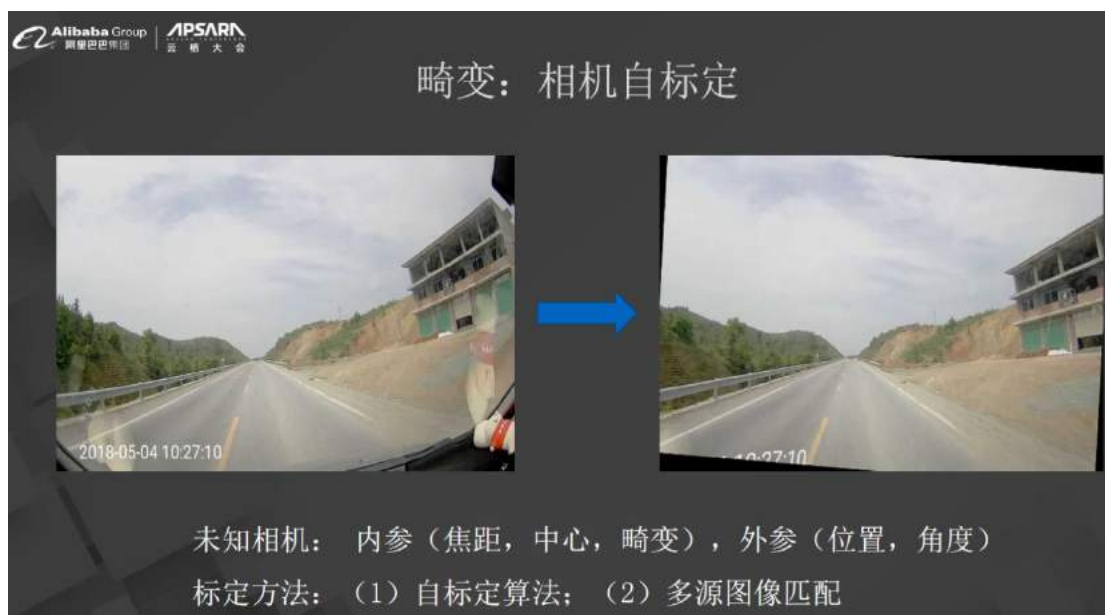 Alibaba Group
阿里巴巴集团
APSARA
云栖大会
畸变：相机自标定
2018-05-04 10:27:10
10:27:10
未知相机： 内参（焦距，中心，畸变），外参（位置，角度）
标定方法：（1）自标定算法；（2）多源图像匹配